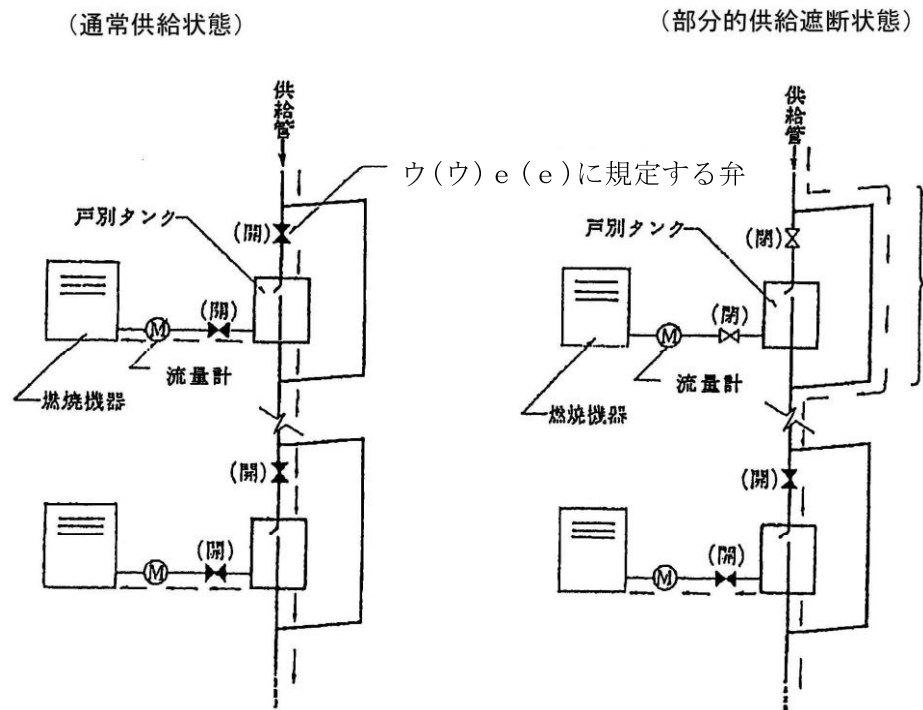 （通常供給状態）
（部分的供給遮断状態）
供給管
ウ(ウ)ｅ(ｅ)に規定する弁
戸別タンク
(開)
(開)
M
流量計
燃焼機器
(開)
(開)
M
供給管
戸別タンク
(閉)
(閉)
M
流量計
燃焼機器
(開)
(開)
M